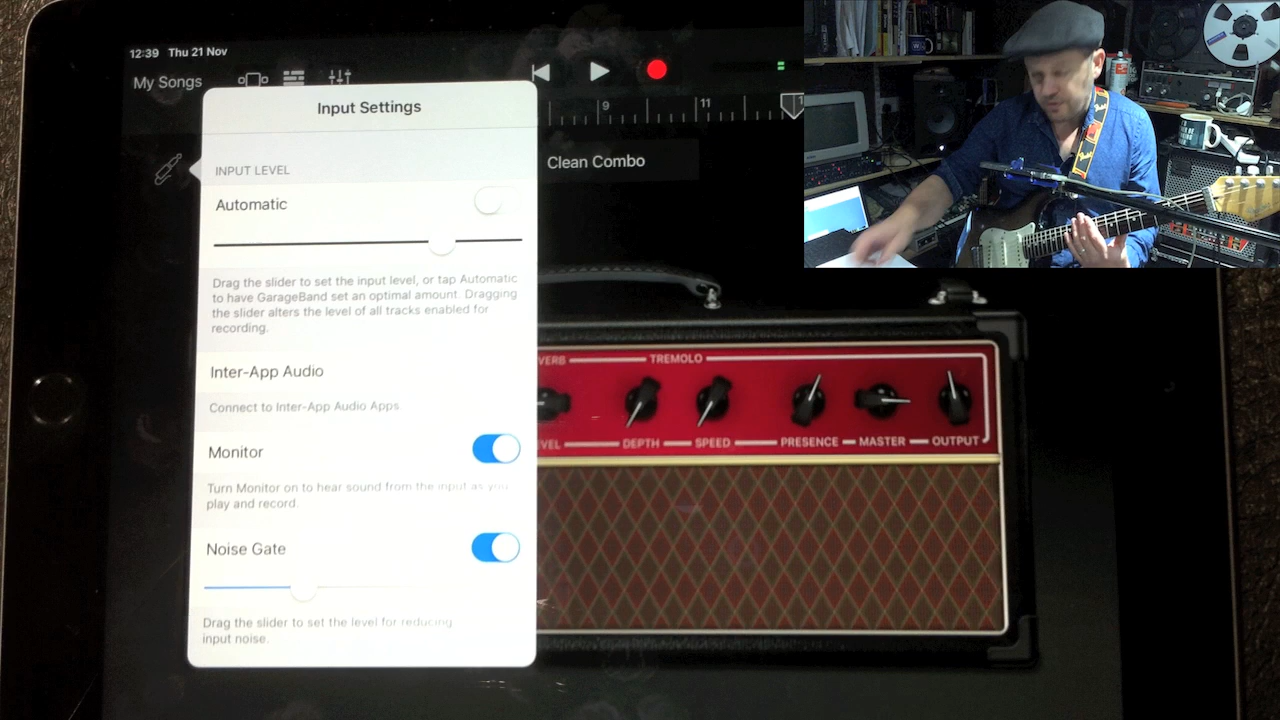 12:39 Thu 21 Nov
My Songs
9
11
Input Settings
INPUT LEVEL
Clean Combo
Automatic
Drag the slider to set the input level, or tap Automatic
to have GarageBand set an optimal amount. Dragging
the slider alters the level of all tracks enabled for
recording.
TREMOLO
Inter-App Audio
Connect to Inter-App Audio Apps.
DEPTH
SPEED
PRESENCE
MASTER
OUTPUT
Monitor
Turn Monitor on to hear sound from the input as you
play and record.
Noise Gate
Drag the slider to set the level for reducing
input noise.